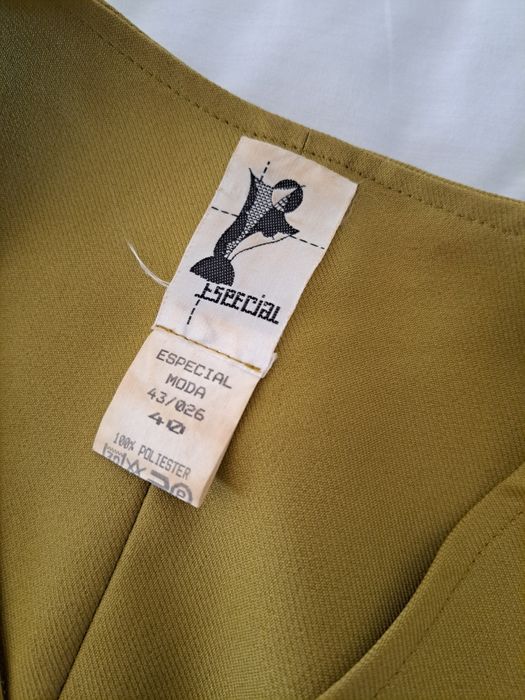 Especial
ESPECIAL
MODA
43/026
40
100% POLIESTER